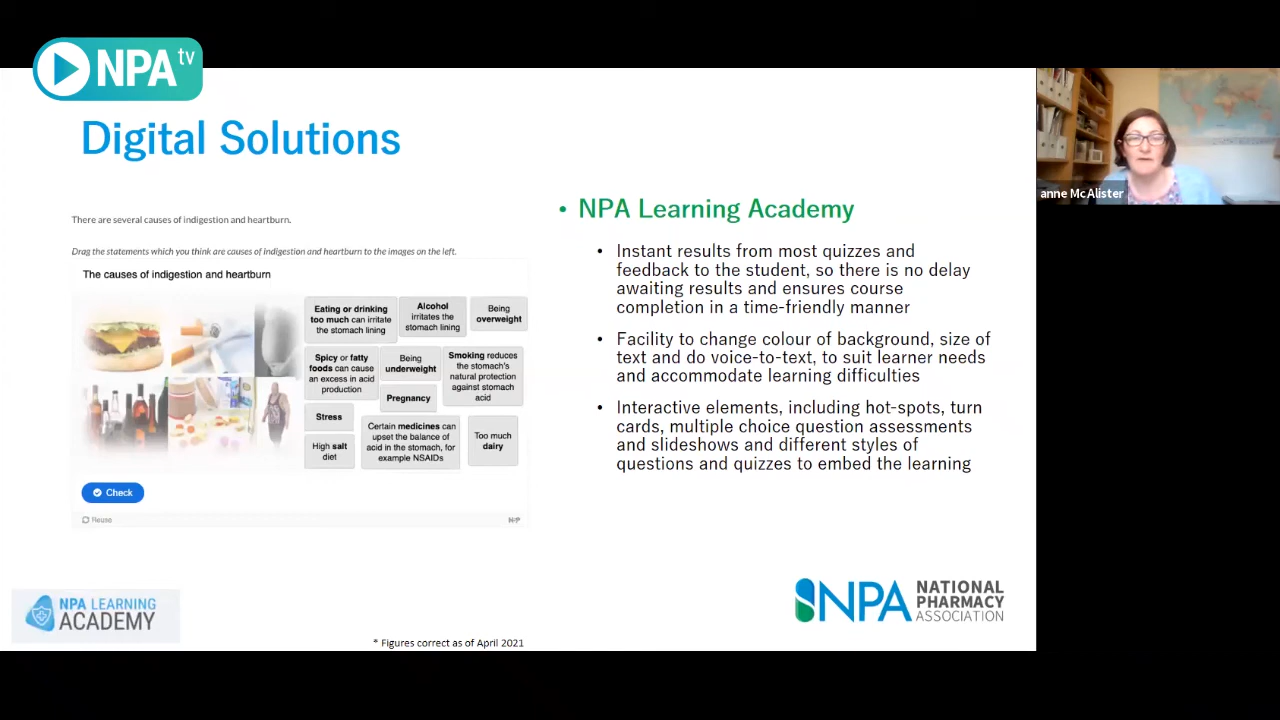 NPA tv
Digital Solutions
anne McAlister
There are several causes of indigestion and heartburn.
Drag the statements which you think are causes of indigestion and heartburn to the images on the left.
The causes of indigestion and heartburn
Eating or drinking
too much can irritate
the stomach lining
Alcohol
irritates the
stomach lining
Being
overweight
Spicy or fatty
foods can cause
an excess in acid
production
Being
underweight
Smoking reduces
the stomach's
natural protection
against stomach
acid
Pregnancy
Stress
High salt
diet
Certain medicines can
upset the balance of
acid in the stomach, for
example NSAIDs
Too much
dairy
Check
Reuse
H-P
• NPA Learning Academy
• Instant results from most quizzes and
feedback to the student, so there is no delay
awaiting results and ensures course
completion in a time-friendly manner
• Facility to change colour of background, size of
text and do voice-to-text, to suit learner needs
and accommodate learning difficulties
• Interactive elements, including hot-spots, turn
cards, multiple choice question assessments
and slideshows and different styles of
questions and quizzes to embed the learning
NPA LEARNING
ACADEMY
* Figures correct as of April 2021
NPA
NATIONAL
PHARMACY
ASSOCIATION